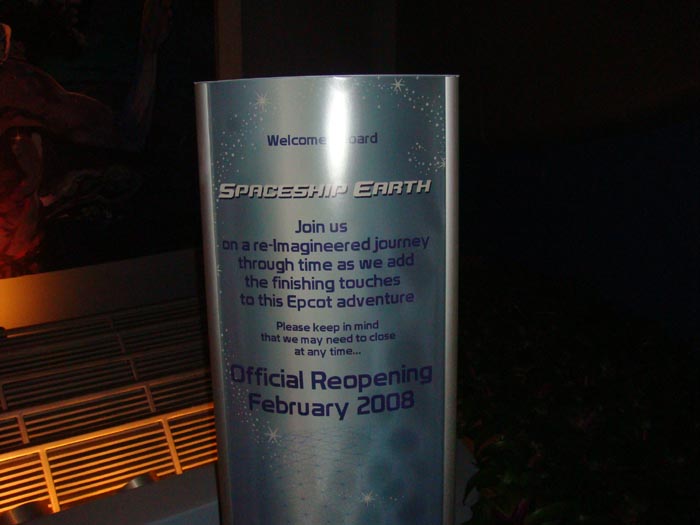 Welcome
SPACESHIP EARTH
Join us
on a re-Imagineered journey
through time as we add
the finishing touches
to this Epcot adventure
Please keep in mind
that we may need to close
at any time...
Official Reopening
February 2008